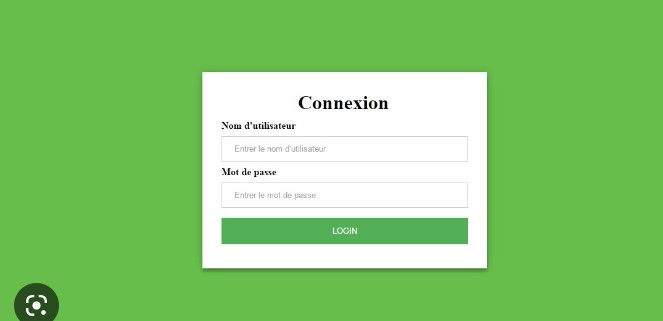 Connexion
Nom d'utilisateur
Entrer le nom d'utilisateur
Mot de passe
Entrer le mot de passe
LOGIN